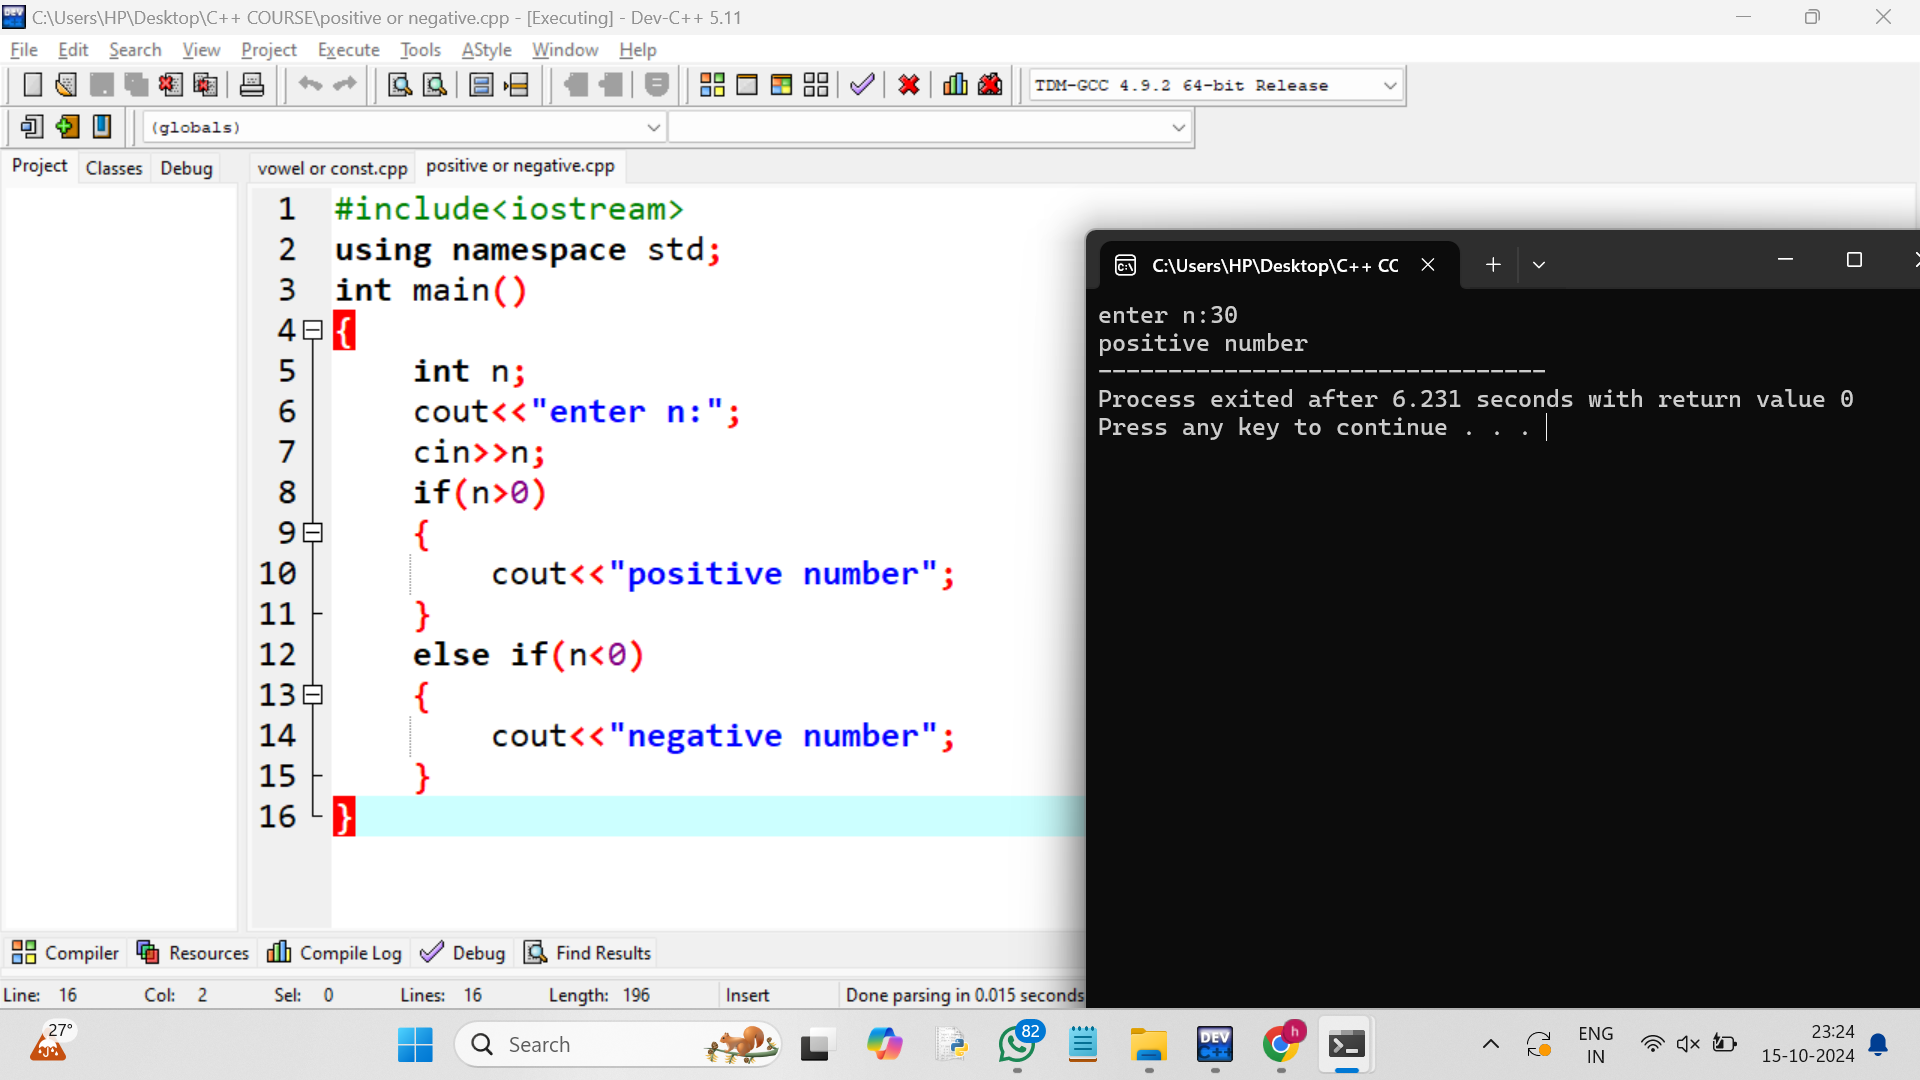 C:\Users\HP\Desktop\C++ COURSE\positive or negative.cpp - [Executing] - Dev-C++ 5.11
File Edit Search View Project Execute Tools AStyle Window Help
TDM-GCC 4.9.2 64-bit Release
(globals)
Project Classes Debug vowel or const.cpp positive or negative.cpp
1 #include<iostream>
2 using namespace std;
3 int main()
4 {
5 int n;
6 cout<<"enter n:";
7 cin>>n;
8 if(n>0)
9 {
10 cout<<"positive number";
11 }
12 else if(n<0)
13 {
14 cout<<"negative number";
15 }
16 }
C:\Users\HP\Desktop\C++ CC
enter n:30
positive number
--------------------------------
Process exited after 6.231 seconds with return value 0
Press any key to continue . . .
Compiler Resources Compile Log Debug Find Results
Line: 16 Col: 2 Sel: 0 Lines: 16 Length: 196 Insert Done parsing in 0.015 seconds
27° Search 82 DEV C++ h ENG IN 23:24
15-10-2024